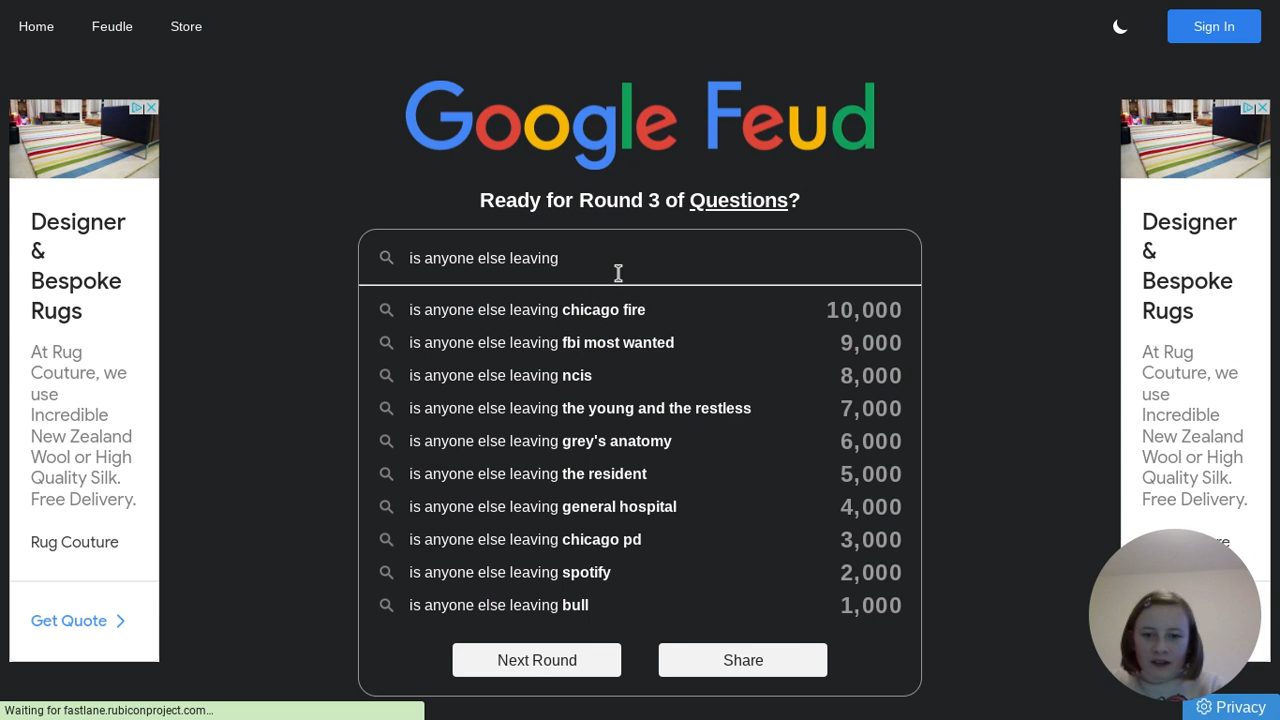 Home Feudle Store Sign In
Google Feud
Ready for Round 3 of Questions?
is anyone else leaving
is anyone else leaving chicago fire 10,000
is anyone else leaving fbi most wanted 9,000
is anyone else leaving ncis 8,000
is anyone else leaving the young and the restless 7,000
is anyone else leaving grey's anatomy 6,000
is anyone else leaving the resident 5,000
is anyone else leaving general hospital 4,000
is anyone else leaving chicago pd 3,000
is anyone else leaving spotify 2,000
is anyone else leaving bull 1,000
Next Round Share
Designer
&
Bespoke
Rugs
At Rug
Couture, we
use
Incredible
New Zealand
Wool or High
Quality Silk.
Free Delivery.
Rug Couture
Get Quote
Designer
&
Bespoke
Rugs
At Rug
Couture, we
use
Incredible
New Zealand
Wool or High
Quality Silk.
Free Delivery.
Waiting for fastlane.rubiconproject.com...
Privacy